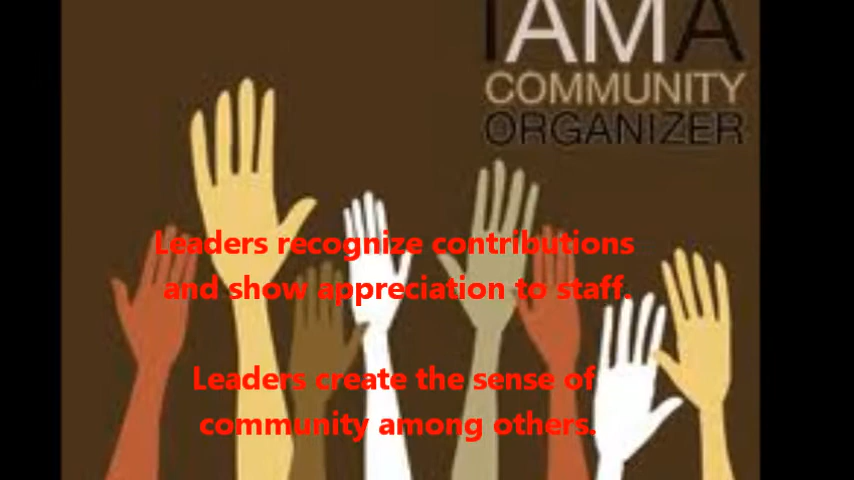 I AM A
COMMUNITY
ORGANIZER
Leaders recognize contributions
and show appreciation to staff.
Leaders create the sense of
community among others.